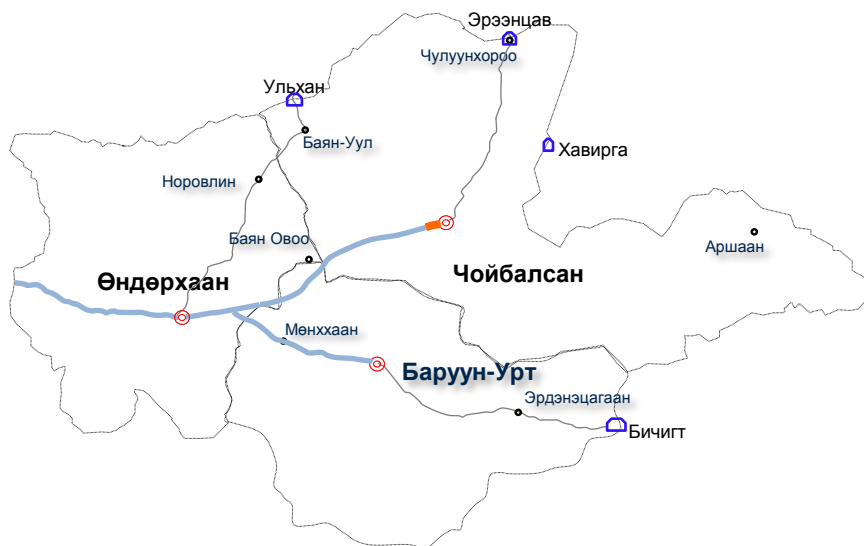 Эрээнцав
Чулуунхороо
Ульхан
Баян-Уул
Хавирга
Норовлин
Баян Овоо
Аршаан
Өндөрхаан
Чойбалсан
Мөнххаан
Баруун-Урт
Эрдэнэцагаан
Бичигт